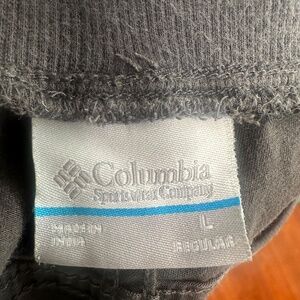 Columbia
Sportswear Company
L
MADE IN
INDIA
REGULAR